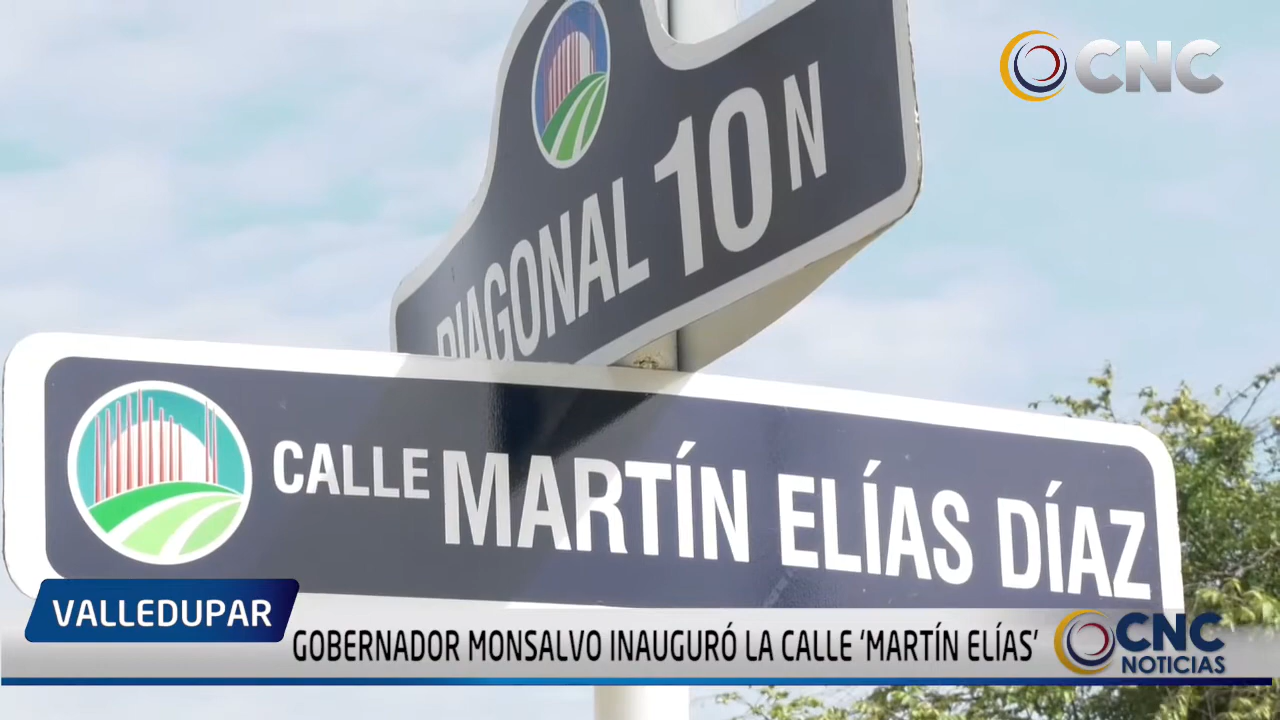 CNC
DIAGONAL 10 N
CALLE MARTÍN ELÍAS DÍAZ
VALLEDUPAR
GOBERNADOR MONSALVO INAUGURÓ LA CALLE ‘MARTÍN ELÍAS’
CNC
NOTICIAS